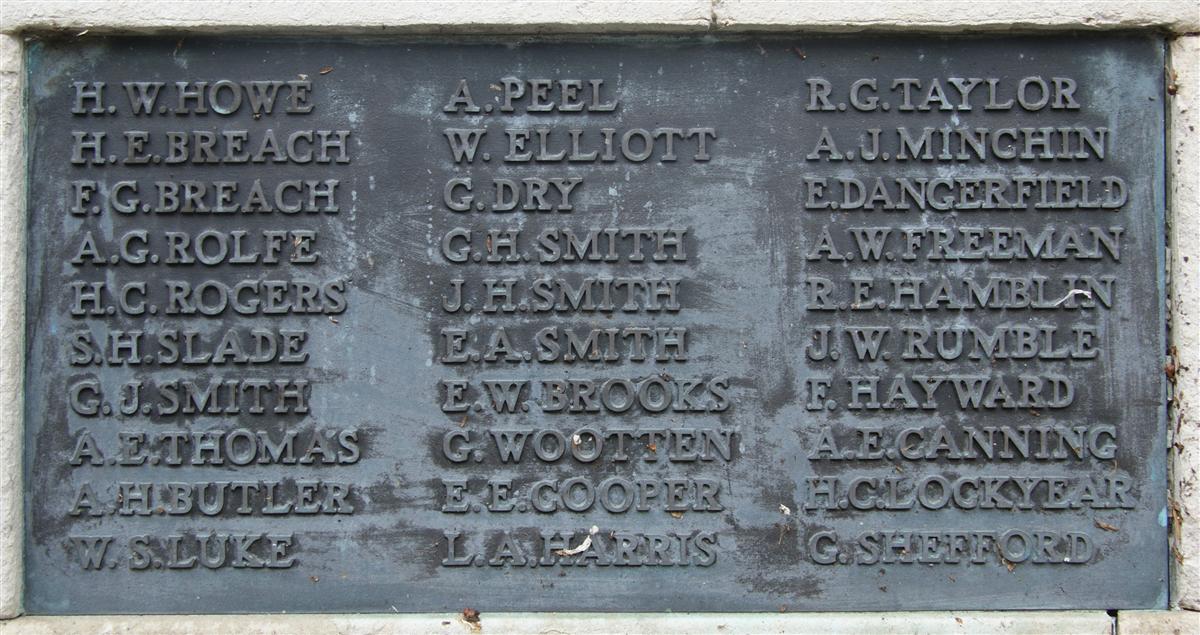 H. W. HOWE
H. E. BREACH
F. G. BREACH
A. G. ROLFE
H. C. ROGERS
S. H. SLADE
G. J. SMITH
A. E. THOMAS
A. H. BUTLER
W. S. LUKE
A. PEEL
W. ELLIOTT
G. DRY
G. H. SMITH
J. H. SMITH
E. A. SMITH
E. W. BROOKS
G. WOOTTEN
E. E. COOPER
L. A. HARRIS
R. G. TAYLOR
A. J. MINCHIN
E. DANGERFIELD
A. W. FREEMAN
R. E. HAMBLIN
J. W. RUMBLE
F. HAYWARD
A. E. CANNING
H. C. LOCKYEAR
G. SHEFFORD